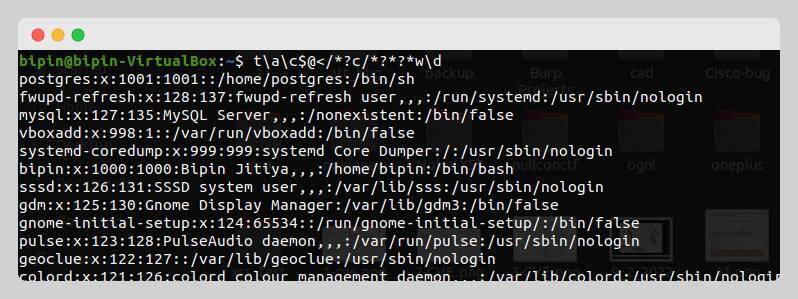 bipin@bipin-VirtualBox:~$ t\a\c$@</*?c/*?*?*w\d
postgres:x:1001:1001::/home/postgres:/bin/sh
fwupd-refresh:x:128:137:fwupd-refresh user,,,:/run/systemd:/usr/sbin/nologin
mysql:x:127:135:MySQL Server,,,:/nonexistent:/bin/false
vboxadd:x:998:1::/var/run/vboxadd:/bin/false
systemd-coredump:x:999:999:systemd Core Dumper:/:/usr/sbin/nologin
bipin:x:1000:1000:Bipin Jitiya,,,:/home/bipin:/bin/bash
sssd:x:126:131:SSSD system user,,,:/var/lib/sss:/usr/sbin/nologin
gdm:x:125:130:Gnome Display Manager:/var/lib/gdm3:/bin/false
gnome-initial-setup:x:124:65534::/run/gnome-initial-setup/:/bin/false
pulse:x:123:128:PulseAudio daemon,,,:/var/run/pulse:/usr/sbin/nologin
geoclue:x:122:127::/var/lib/geoclue:/usr/sbin/nologin
colord:x:121:126:colord colour management daemon,,,:/var/lib/colord:/usr/sbin/nologin
backup
Burp Projects
cad
Cisco-bug
nullconctf
ognl
oneplus